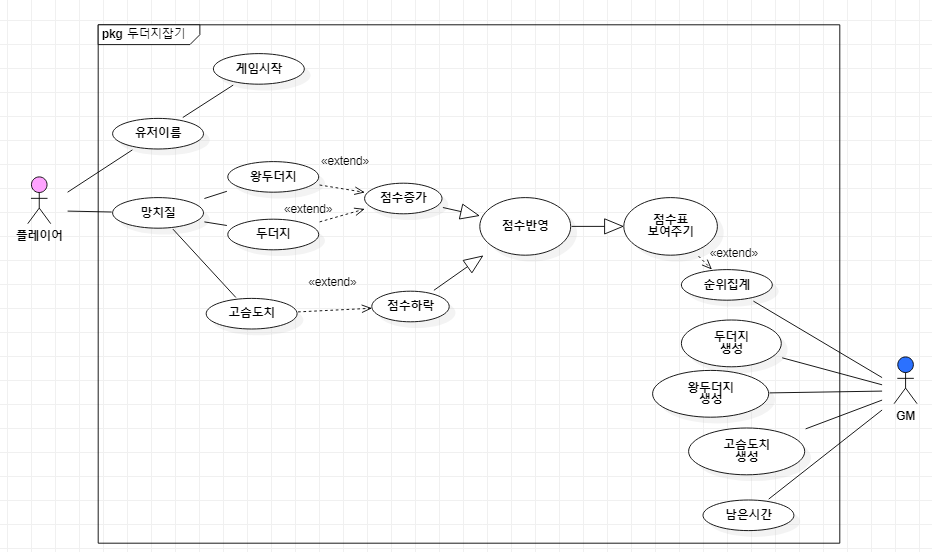 pkg 두더지잡기
게임시작
유저이름
«extend»
왕두더지
점수증가
플레이어
망치질
«extend»
두더지
점수반영
점수표
보여주기
«extend»
순위집계
«extend»
고슴도치
점수하락
두더지
생성
왕두더지
생성
GM
고슴도치
생성
남은시간